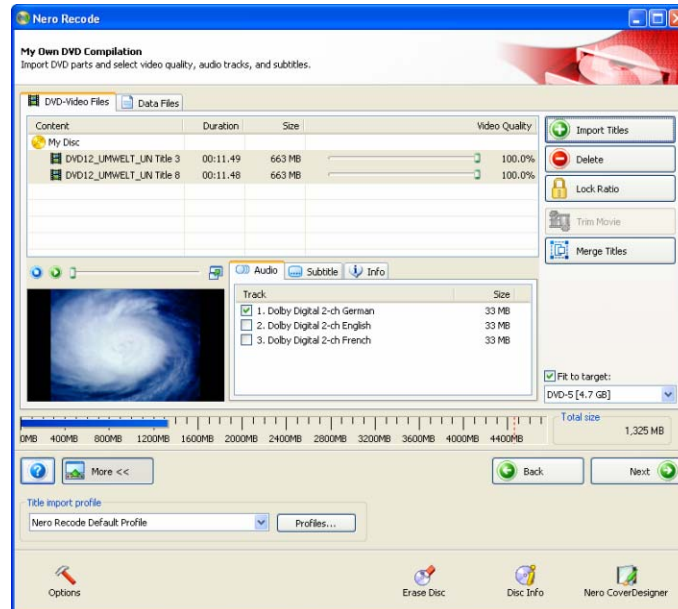 Nero Recode
My Own DVD Compilation
Import DVD parts and select video quality, audio tracks, and subtitles.
DVD-Video Files Data Files
Content Duration Size Video Quality
My Disc
DVD12_UMWELT_UN Title 3 00:11.49 663 MB 100.0%
DVD12_UMWELT_UN Title 8 00:11.48 663 MB 100.0%
Import Titles
Delete
Lock Ratio
Trim Movie
Merge Titles
Audio Subtitle Info
Track Size
1. Dolby Digital 2-ch German 33 MB
2. Dolby Digital 2-ch English 33 MB
3. Dolby Digital 2-ch French 33 MB
Fit to target:
DVD-5 [4.7 GB]
0MB 400MB 800MB 1200MB 1600MB 2000MB 2400MB 2800MB 3200MB 3600MB 4000MB 4400MB
Total size
1,325 MB
More <<
Back
Next
Title import profile
Nero Recode Default Profile
Profiles...
Options
Erase Disc
Disc Info
Nero CoverDesigner